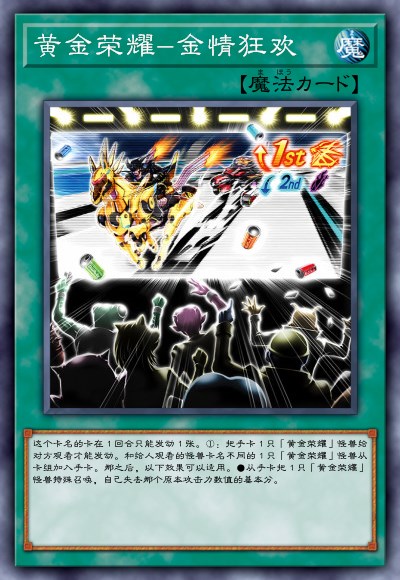 黄金荣耀-金情狂欢
魔
【魔法カード】
まほう
1st
2nd
这个卡名的卡在1回合只能发动1张。①：把手卡1只「黄金荣耀」怪兽给
对方观看才能发动。和给人观看的怪兽卡名不同的1只「黄金荣耀」怪兽从
卡组加入手卡。那之后，以下效果可以适用。●从手卡把1只「黄金荣耀」
怪兽特殊召唤，自己失去那个原本攻击力数值的基本分。